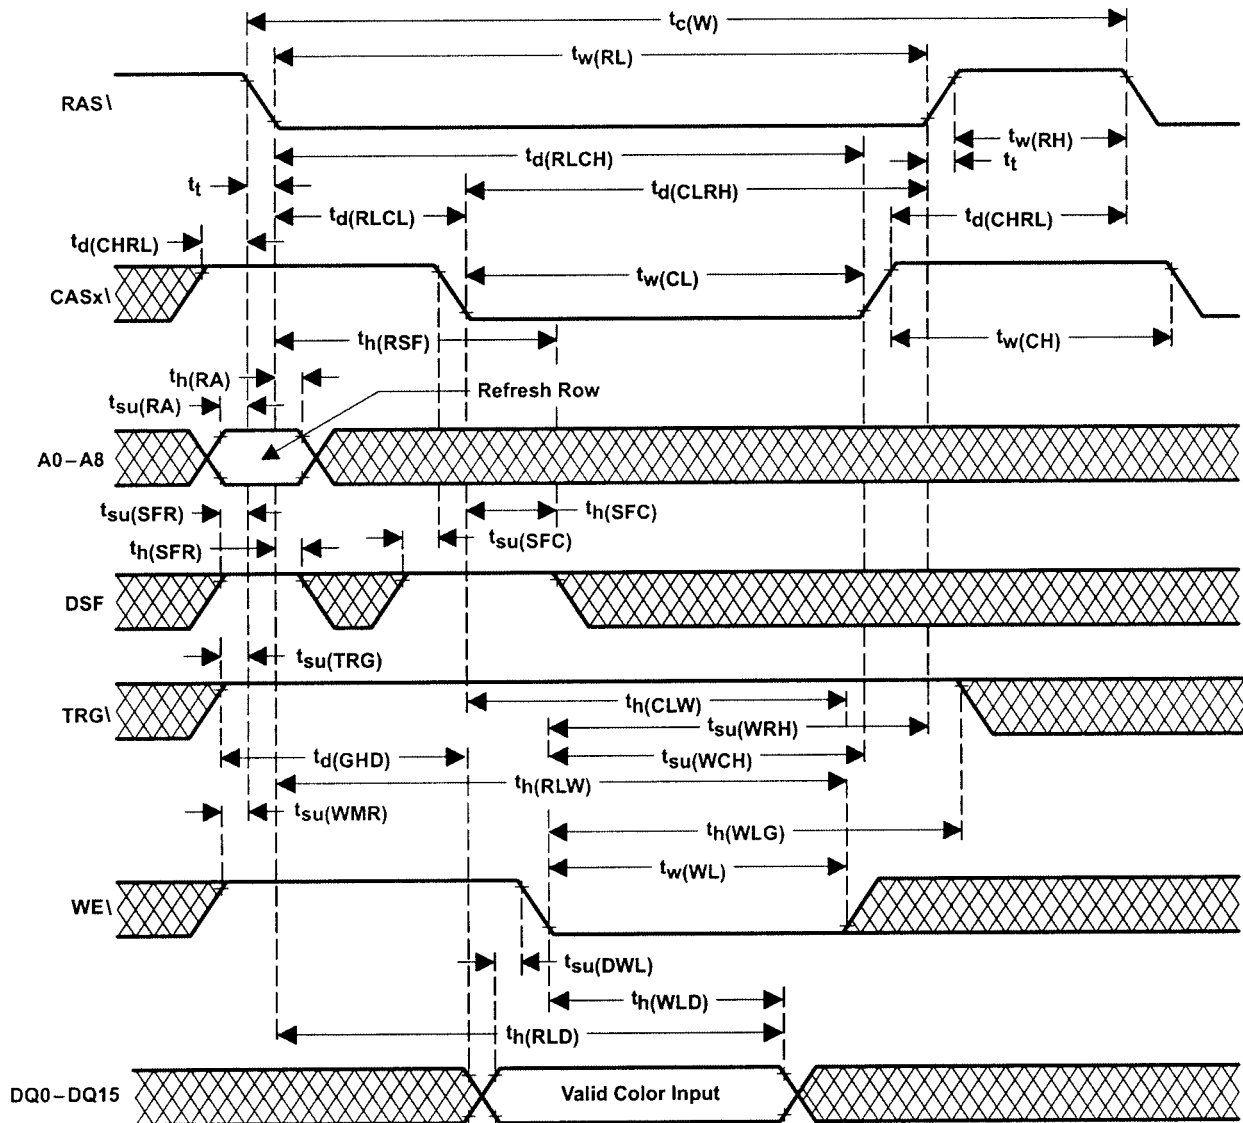 tc(W)
tw(RL)
RAS\
tw(RH)
td(RLCH)
tt
tt
td(CLRH)
td(RLCL)
td(CHRL)
td(CHRL)
tw(CL)
CASx\
th(RSF)
tw(CH)
th(RA)
Refresh Row
tsu(RA)
A0–A8
tsu(SFR)
th(SFC)
tsu(SFC)
th(SFR)
DSF
tsu(TRG)
th(CLW)
TRG\
tsu(WRH)
td(GHD)
tsu(WCH)
th(RLW)
tsu(WMR)
th(WLG)
tw(WL)
WE\
tsu(DWL)
th(WLD)
th(RLD)
DQ0–DQ15
Valid Color Input